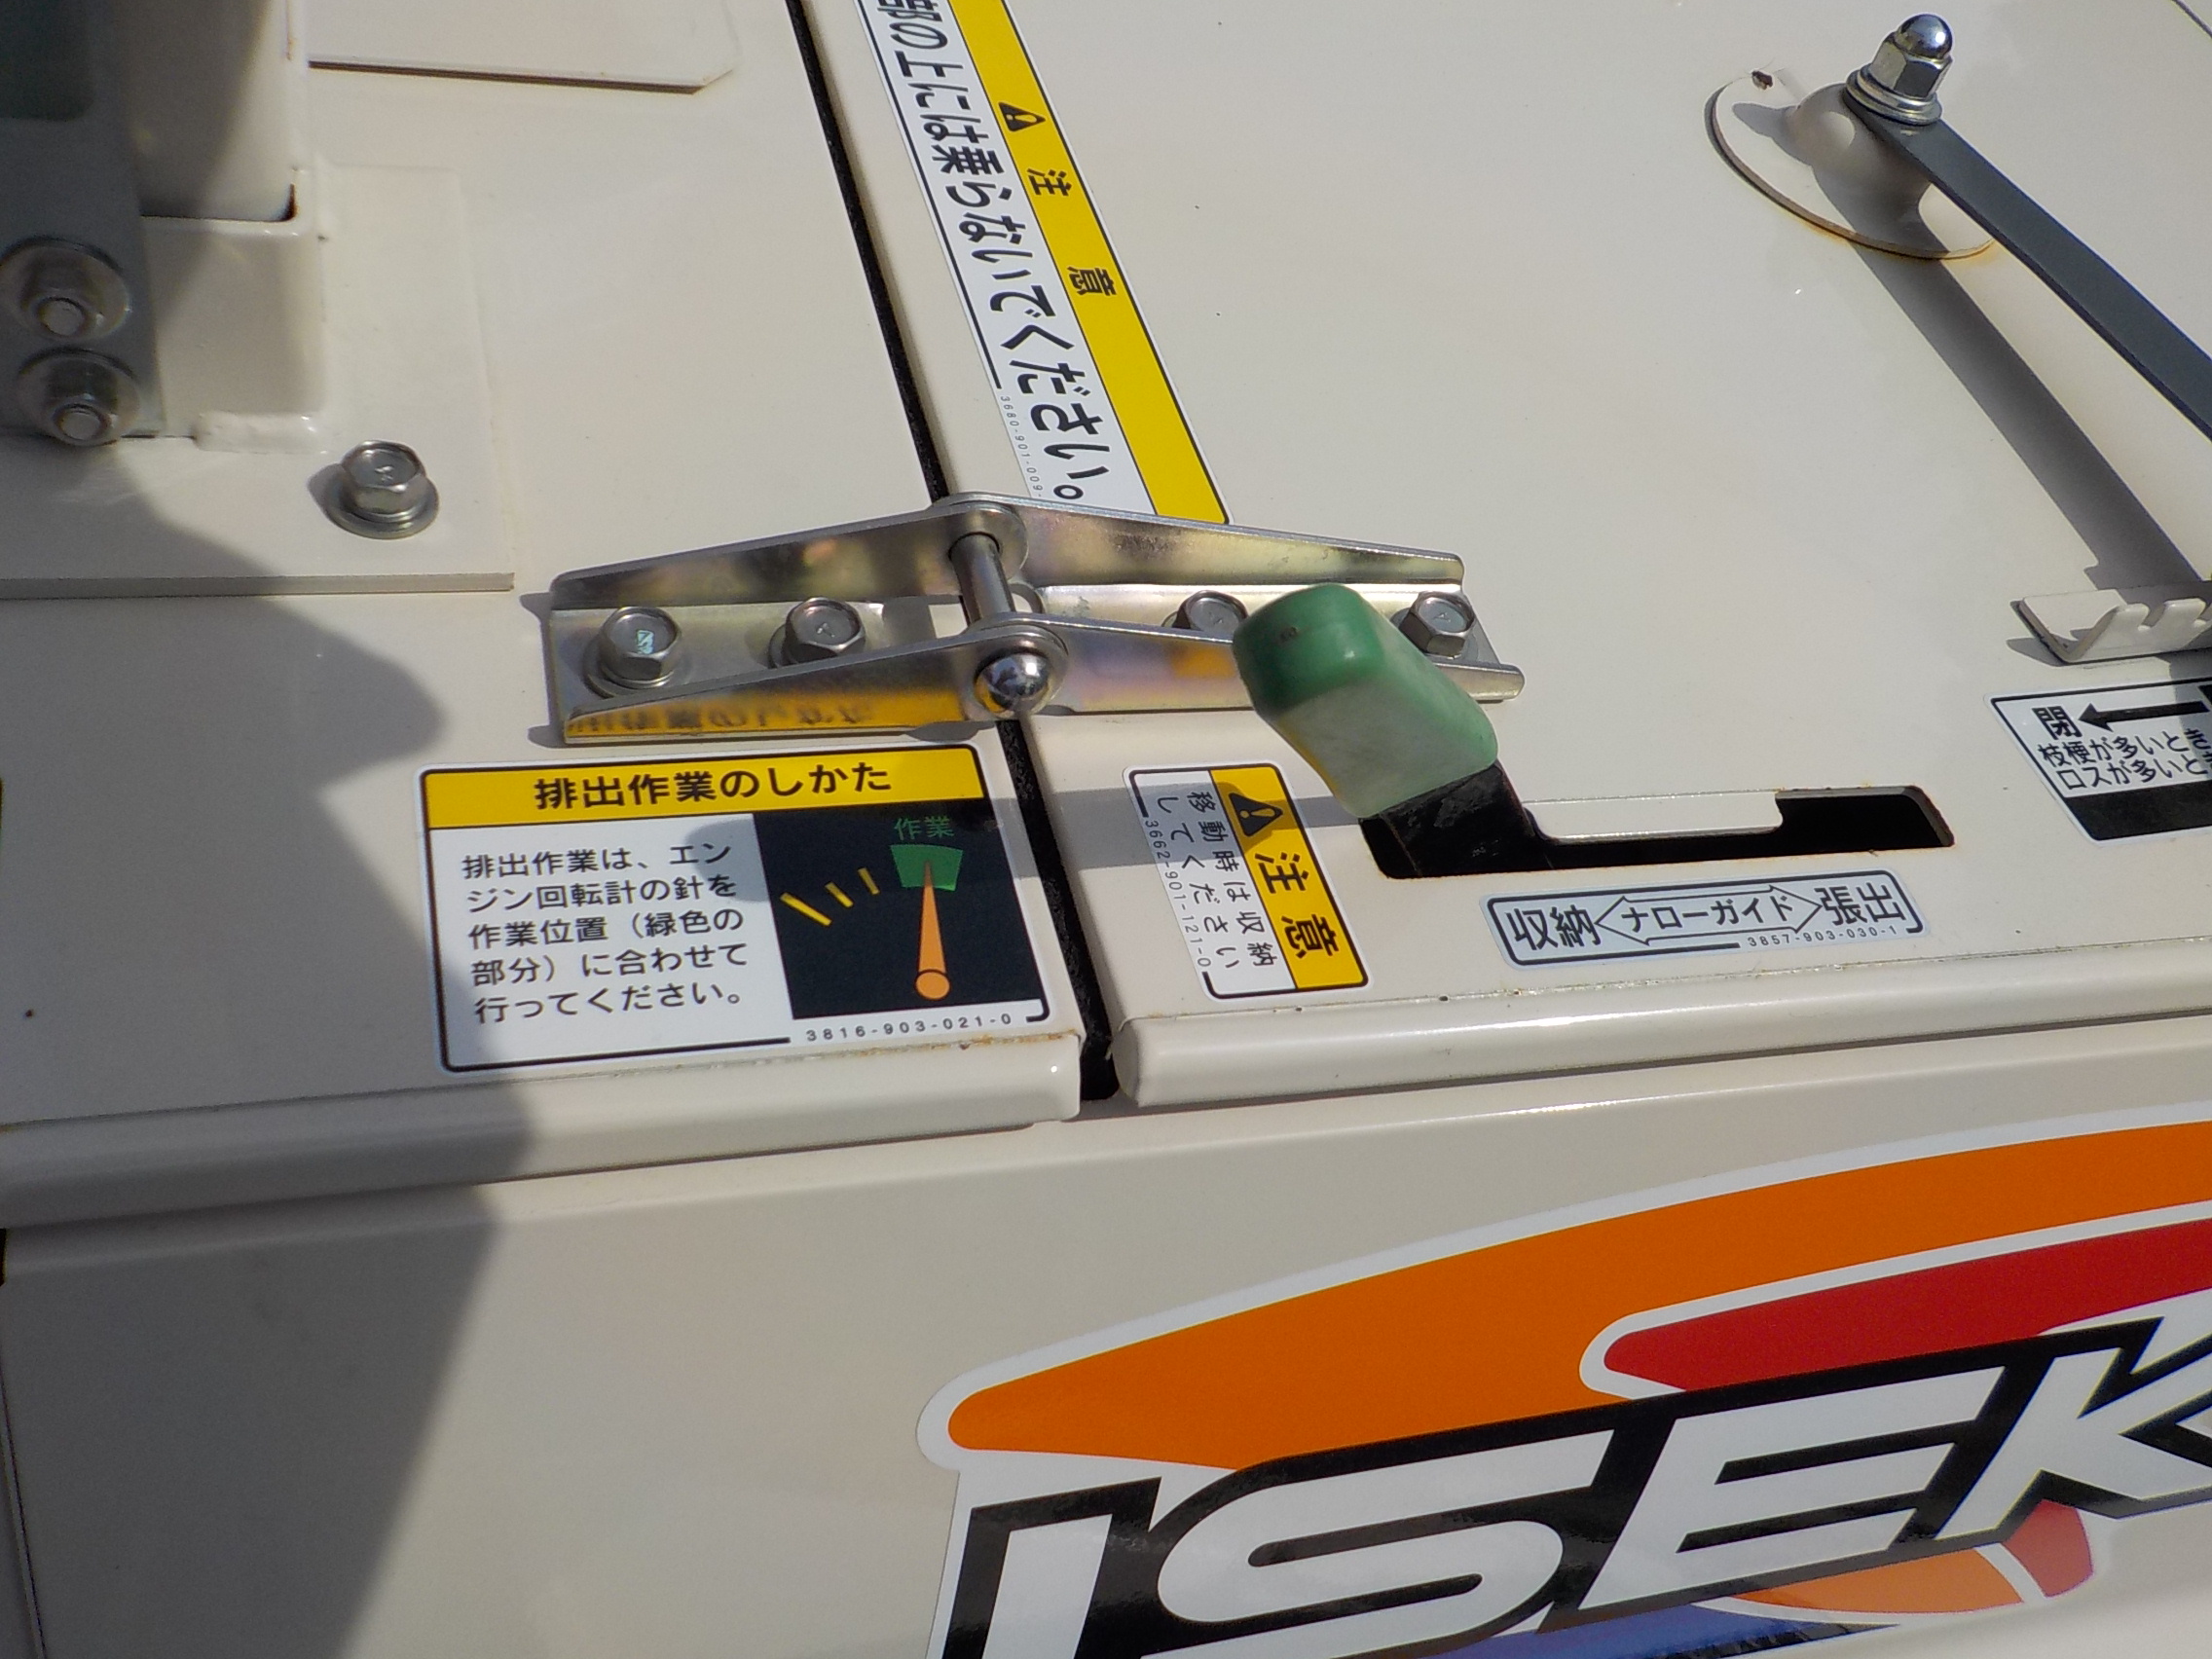 部の上には乗らないでください。
注意
3680-901-009-
排出作業のしかた
排出作業は、エン
ジン回転計の針を
作業位置（緑色の
部分）に合わせて
行ってください。
作業
3816-903-021-0
注意
移動時は収納
してください
3662-901-121-0
収納 ナローガイド 張出
3857-903-030-1
閉
枝梗が多いとき
ロスが多いと
ISEK